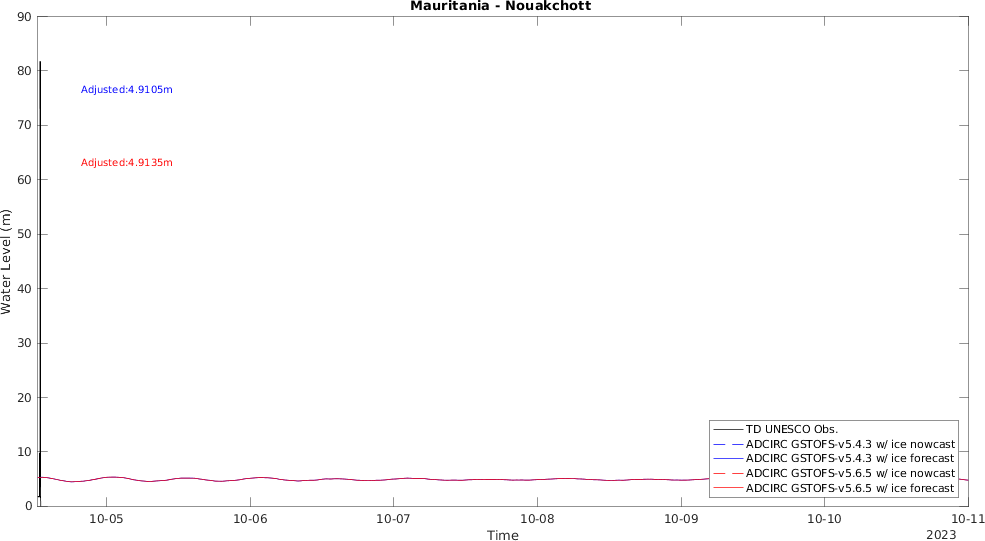 Mauritania - Nouakchott
90
80
70
60
50
40
30
20
10
0
Water Level (m)
Adjusted:4.9105m
Adjusted:4.9135m
TD UNESCO Obs.
ADCIRC GSTOFS-v5.4.3 w/ ice nowcast
ADCIRC GSTOFS-v5.4.3 w/ ice forecast
ADCIRC GSTOFS-v5.6.5 w/ ice nowcast
ADCIRC GSTOFS-v5.6.5 w/ ice forecast
10-05 10-06 10-07 10-08 10-09 10-10 10-11
Time
2023